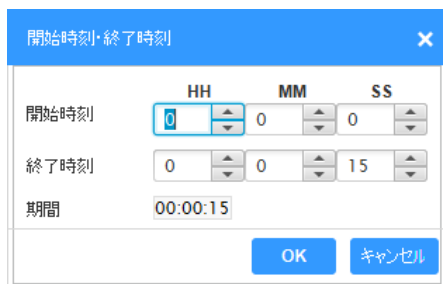 開始時刻・終了時刻 ×
HH MM SS
開始時刻 0 0 0
終了時刻 0 0 15
期間 00:00:15
OK キャンセル